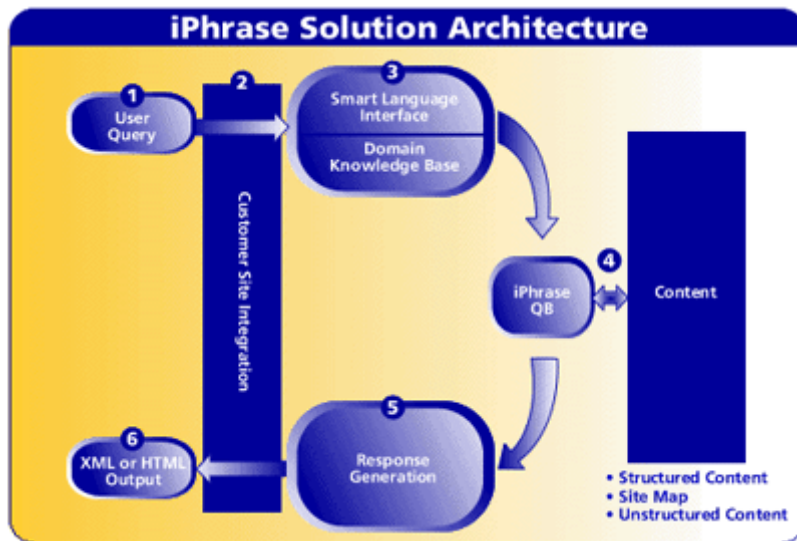 iPhrase Solution Architecture
1
User
Query
2
Customer Site Integration
3
Smart Language
Interface
Domain
Knowledge Base
iPhrase
QB
4
Content
• Structured Content
• Site Map
• Unstructured Content
5
Response
Generation
6
XML or HTML
Output